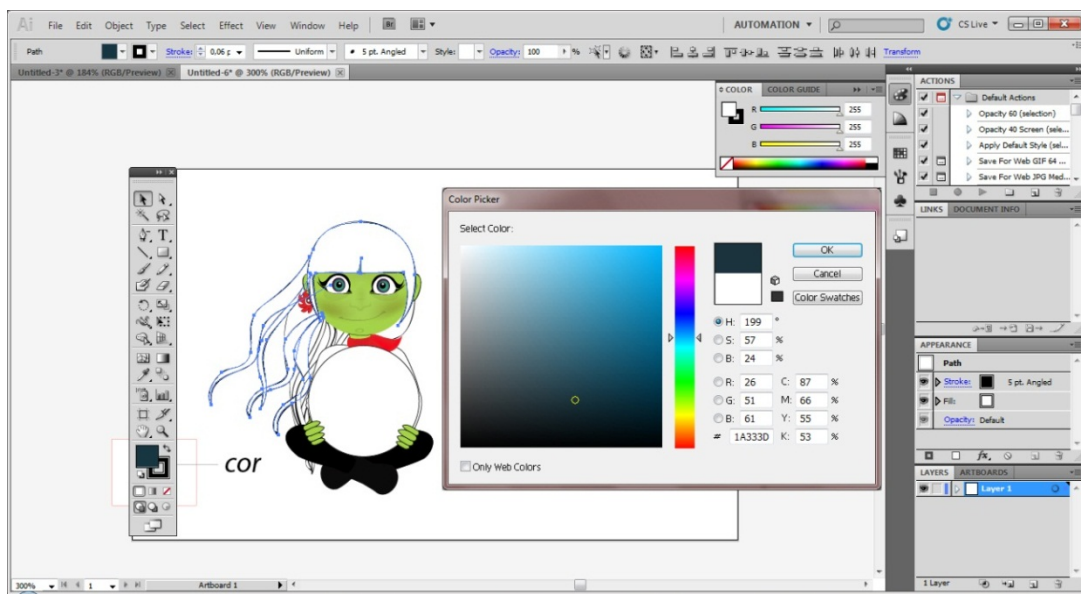 Ai File Edit Object Type Select Effect View Window Help Br AUTOMATION CS Live
Path Stroke: 0.06 p Uniform 5 pt. Angled Style: Opacity: 100 % Transform
Untitled-3* @ 184% (RGB/Preview) Untitled-6* @ 300% (RGB/Preview)
COLOR COLOR GUIDE
R 255
G 255
B 255
ACTIONS
Default Actions
Opacity 60 (selection)
Opacity 40 Screen (sele...
Apply Default Style (sel...
Save For Web GIF 64 ...
Save For Web JPG Med...
LINKS DOCUMENT INFO
Color Picker
Select Color:
OK
Cancel
Color Swatches
H: 199 °
S: 57 %
B: 24 %
R: 26 C: 87 %
G: 51 M: 66 %
B: 61 Y: 55 %
# 1A333D K: 53 %
Only Web Colors
T
cor
APPEARANCE
Path
Stroke: 5 pt. Angled
Fill:
Opacity: Default
fx
LAYERS ARTBOARDS
Layer 1
1 Layer
300% 1 Artboard 1